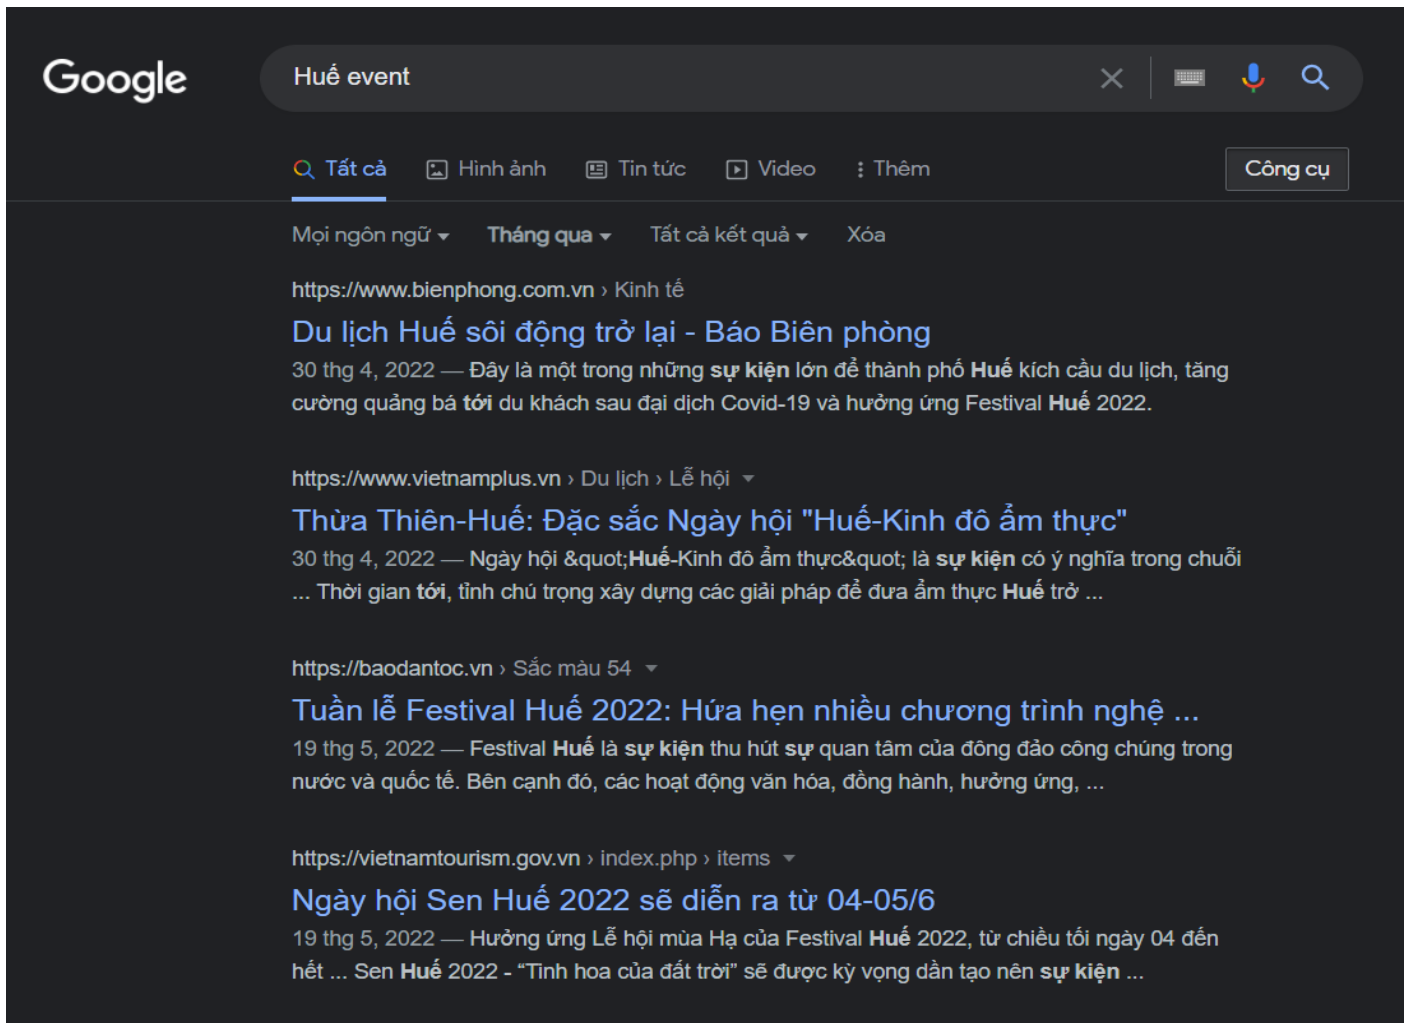 Google
Huế event
Tất cả Hình ảnh Tin tức Video Thêm Công cụ
Mọi ngôn ngữ Tháng qua Tất cả kết quả Xóa
https://www.bienphong.com.vn › Kinh tế
Du lịch Huế sôi động trở lại - Báo Biên phòng
30 thg 4, 2022 — Đây là một trong những sự kiện lớn để thành phố Huế kích cầu du lịch, tăng
cường quảng bá tới du khách sau đại dịch Covid-19 và hưởng ứng Festival Huế 2022.
https://www.vietnamplus.vn › Du lịch › Lễ hội
Thừa Thiên-Huế: Đặc sắc Ngày hội "Huế-Kinh đô ẩm thực"
30 thg 4, 2022 — Ngày hội &quot;Huế-Kinh đô ẩm thực&quot; là sự kiện có ý nghĩa trong chuỗi
... Thời gian tới, tỉnh chú trọng xây dựng các giải pháp để đưa ẩm thực Huế trở ...
https://baodantoc.vn › Sắc màu 54
Tuần lễ Festival Huế 2022: Hứa hẹn nhiều chương trình nghệ ...
19 thg 5, 2022 — Festival Huế là sự kiện thu hút sự quan tâm của đông đảo công chúng trong
nước và quốc tế. Bên cạnh đó, các hoạt động văn hóa, đồng hành, hưởng ứng, ...
https://vietnamtourism.gov.vn › index.php › items
Ngày hội Sen Huế 2022 sẽ diễn ra từ 04-05/6
19 thg 5, 2022 — Hưởng ứng Lễ hội mùa Hạ của Festival Huế 2022, từ chiều tối ngày 04 đến
hết ... Sen Huế 2022 - “Tinh hoa của đất trời” sẽ được kỳ vọng dần tạo nên sự kiện ...